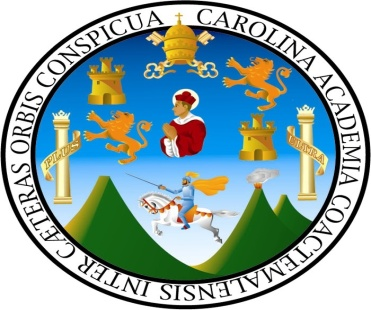 CAROLINA ACADEMIA COACTEMALENSIS INTER CÆTERAS ORBIS CONSPICUA
PLUS
ULTRA